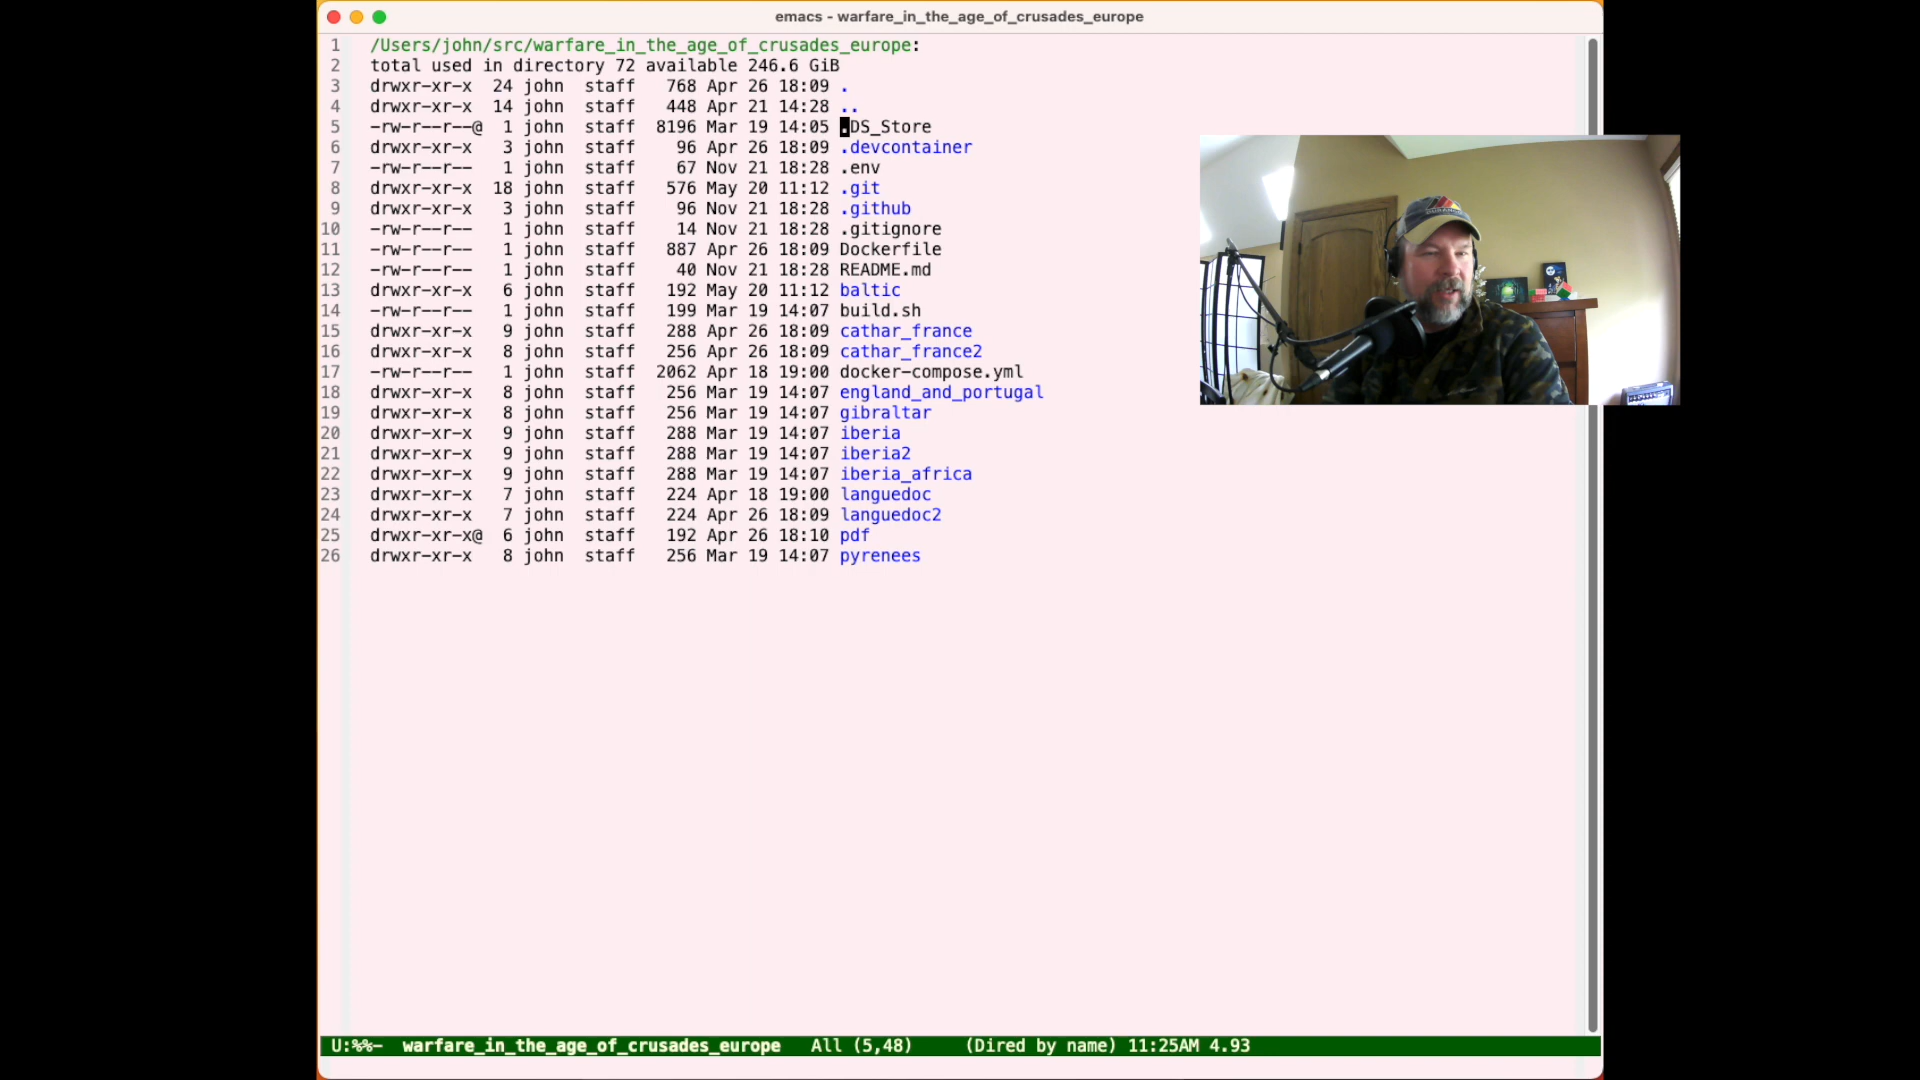 emacs - warfare_in_the_age_of_crusades_europe
1 /Users/john/src/warfare_in_the_age_of_crusades_europe:
2 total used in directory 72 available 246.6 GiB
3 drwxr-xr-x 24 john staff 768 Apr 26 18:09 .
4 drwxr-xr-x 14 john staff 448 Apr 21 14:28 ..
5 -rw-r--r--@ 1 john staff 8196 Mar 19 14:05 .DS_Store
6 drwxr-xr-x 3 john staff 96 Apr 26 18:09 .devcontainer
7 -rw-r--r-- 1 john staff 67 Nov 21 18:28 .env
8 drwxr-xr-x 18 john staff 576 May 20 11:12 .git
9 drwxr-xr-x 3 john staff 96 Nov 21 18:28 .github
10 -rw-r--r-- 1 john staff 14 Nov 21 18:28 .gitignore
11 -rw-r--r-- 1 john staff 887 Apr 26 18:09 Dockerfile
12 -rw-r--r-- 1 john staff 40 Nov 21 18:28 README.md
13 drwxr-xr-x 6 john staff 192 May 20 11:12 baltic
14 -rw-r--r-- 1 john staff 199 Mar 19 14:07 build.sh
15 drwxr-xr-x 9 john staff 288 Apr 26 18:09 cathar_france
16 drwxr-xr-x 8 john staff 256 Apr 26 18:09 cathar_france2
17 -rw-r--r-- 1 john staff 2062 Apr 18 19:00 docker-compose.yml
18 drwxr-xr-x 8 john staff 256 Mar 19 14:07 england_and_portugal
19 drwxr-xr-x 8 john staff 256 Mar 19 14:07 gibraltar
20 drwxr-xr-x 9 john staff 288 Mar 19 14:07 iberia
21 drwxr-xr-x 9 john staff 288 Mar 19 14:07 iberia2
22 drwxr-xr-x 9 john staff 288 Mar 19 14:07 iberia_africa
23 drwxr-xr-x 7 john staff 224 Apr 18 19:00 languedoc
24 drwxr-xr-x 7 john staff 224 Apr 26 18:09 languedoc2
25 drwxr-xr-x@ 6 john staff 192 Apr 26 18:10 pdf
26 drwxr-xr-x 8 john staff 256 Mar 19 14:07 pyrenees
U:%%- warfare_in_the_age_of_crusades_europe All (5,48) (Dired by name) 11:25AM 4.93